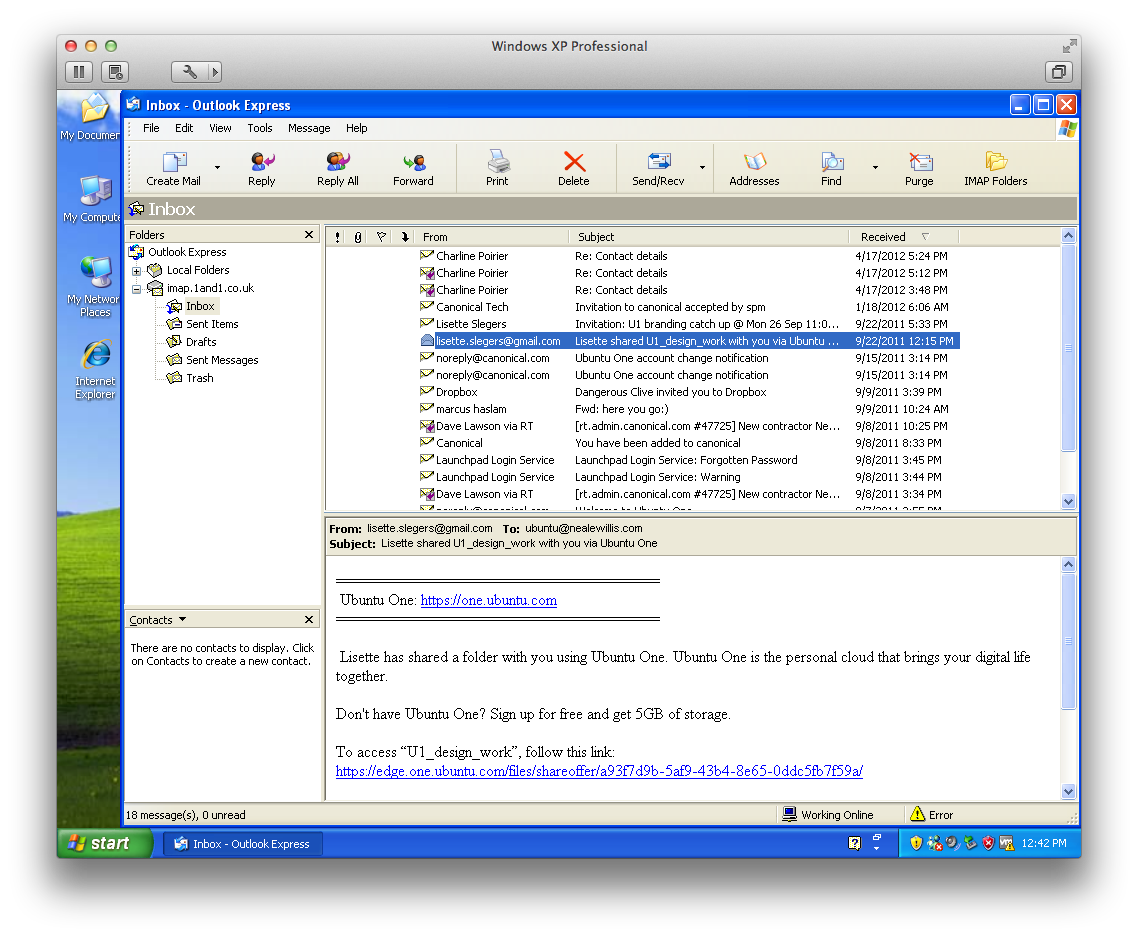 Windows XP Professional
My Documen
My Compute
My Networ
Places
Internet
Explorer
Inbox - Outlook Express
File Edit View Tools Message Help
Create Mail Reply Reply All Forward Print Delete Send/Recv Addresses Find Purge IMAP Folders
Inbox
Folders
Outlook Express
Local Folders
imap.1and1.co.uk
Inbox
Sent Items
Drafts
Sent Messages
Trash
Contacts
There are no contacts to display. Click
on Contacts to create a new contact.
! From Subject Received
Charline Poirier Re: Contact details 4/17/2012 5:24 PM
Charline Poirier Re: Contact details 4/17/2012 5:12 PM
Charline Poirier Re: Contact details 4/17/2012 3:48 PM
Canonical Tech Invitation to canonical accepted by spm 1/18/2012 6:06 AM
Lisette Slegers Invitation: U1 branding catch up @ Mon 26 Sep 11:0... 9/22/2011 5:33 PM
lisette.slegers@gmail.com Lisette shared U1_design_work with you via Ubuntu ... 9/22/2011 12:15 PM
noreply@canonical.com Ubuntu One account change notification 9/15/2011 3:14 PM
noreply@canonical.com Ubuntu One account change notification 9/15/2011 3:14 PM
Dropbox Dangerous Clive invited you to Dropbox 9/9/2011 3:39 PM
marcus haslam Fwd: here you go:) 9/9/2011 10:24 AM
Dave Lawson via RT [rt.admin.canonical.com #47725] New contractor Ne... 9/8/2011 10:25 PM
Canonical You have been added to canonical 9/8/2011 8:33 PM
Launchpad Login Service Launchpad Login Service: Forgotten Password 9/8/2011 3:45 PM
Launchpad Login Service Launchpad Login Service: Warning 9/8/2011 3:44 PM
Dave Lawson via RT [rt.admin.canonical.com #47725] New contractor Ne... 9/8/2011 3:34 PM
From: lisette.slegers@gmail.com To: ubuntu@nealewillis.com
Subject: Lisette shared U1_design_work with you via Ubuntu One
Ubuntu One: https://one.ubuntu.com
Lisette has shared a folder with you using Ubuntu One. Ubuntu One is the personal cloud that brings your digital life
together.
Don't have Ubuntu One? Sign up for free and get 5GB of storage.
To access “U1_design_work”, follow this link:
https://edge.one.ubuntu.com/files/shareoffer/a93f7d9b-5af9-43b4-8e65-0ddc5fb7f59a/
18 message(s), 0 unread Working Online Error
start Inbox - Outlook Express 12:42 PM